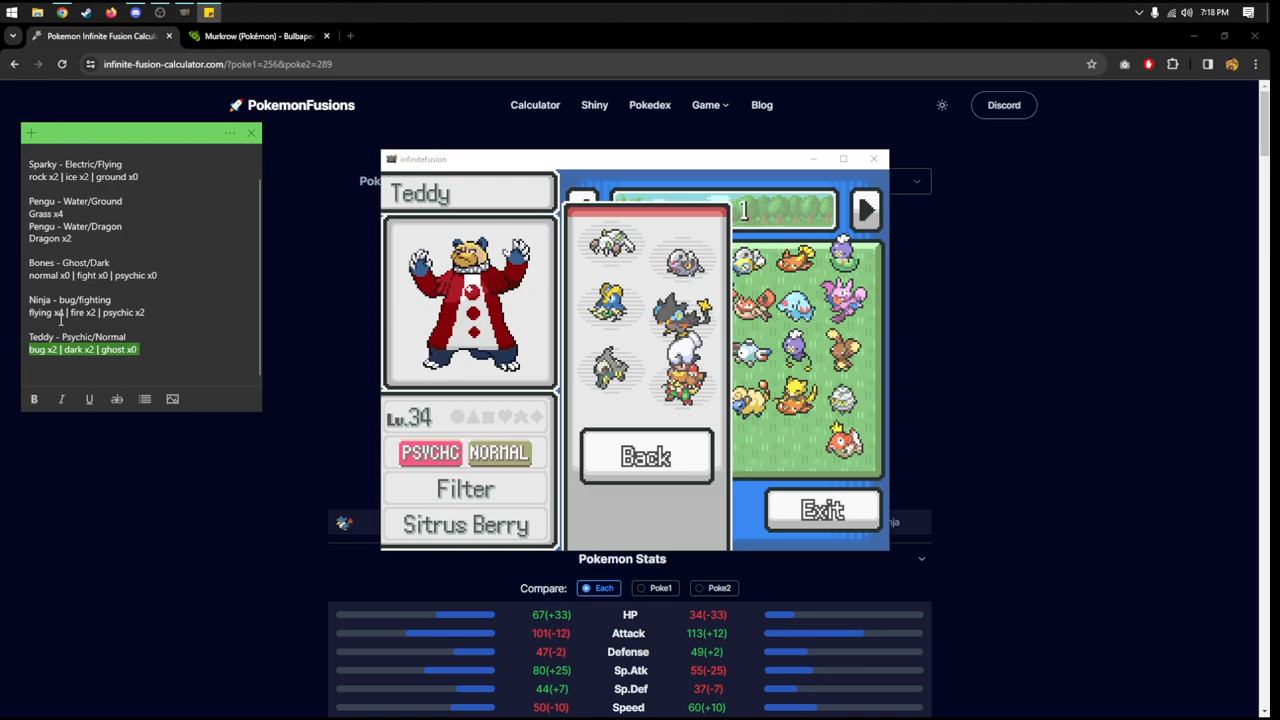 7:18 PM
Pokemon Infinite Fusion Calcula
Murkrow (Pokémon) - Bulbape
infinite-fusion-calculator.com/?poke1=256&poke2=289
PokemonFusions
Calculator
Shiny
Pokedex
Game
Blog
Discord
Sparky - Electric/Flying
rock x2 | ice x2 | ground x0
Pengu - Water/Ground
Grass x4
Pengu - Water/Dragon
Dragon x2
Bones - Ghost/Dark
normal x0 | fight x0 | psychic x0
Ninja - bug/fighting
flying x4 | fire x2 | psychic x2
Teddy - Psychic/Normal
bug x2 | dark x2 | ghost x0
B I U ab
infinitefusion
Pok
Teddy
1
Lv.34
PSYCHC NORMAL
Filter
Sitrus Berry
Back
Exit
nja
Pokemon Stats
Compare: Each Poke1 Poke2
67(+33) HP 34(-33)
101(-12) Attack 113(+12)
47(-2) Defense 49(+2)
80(+25) Sp.Atk 55(-25)
44(+7) Sp.Def 37(-7)
50(-10) Speed 60(+10)